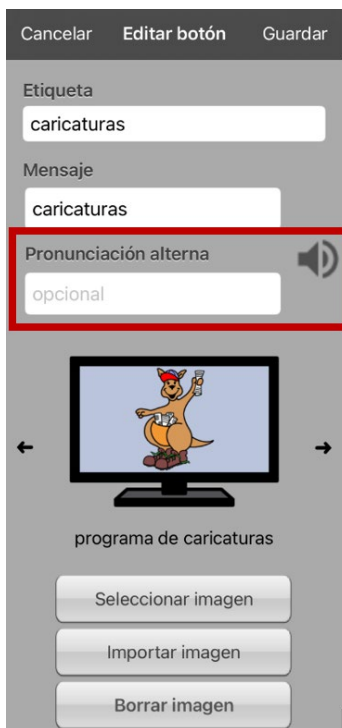 Cancelar Editar botón Guardar
Etiqueta
caricaturas
Mensaje
caricaturas
Pronunciación alterna
opcional
programa de caricaturas
Seleccionar imagen
Importar imagen
Borrar imagen